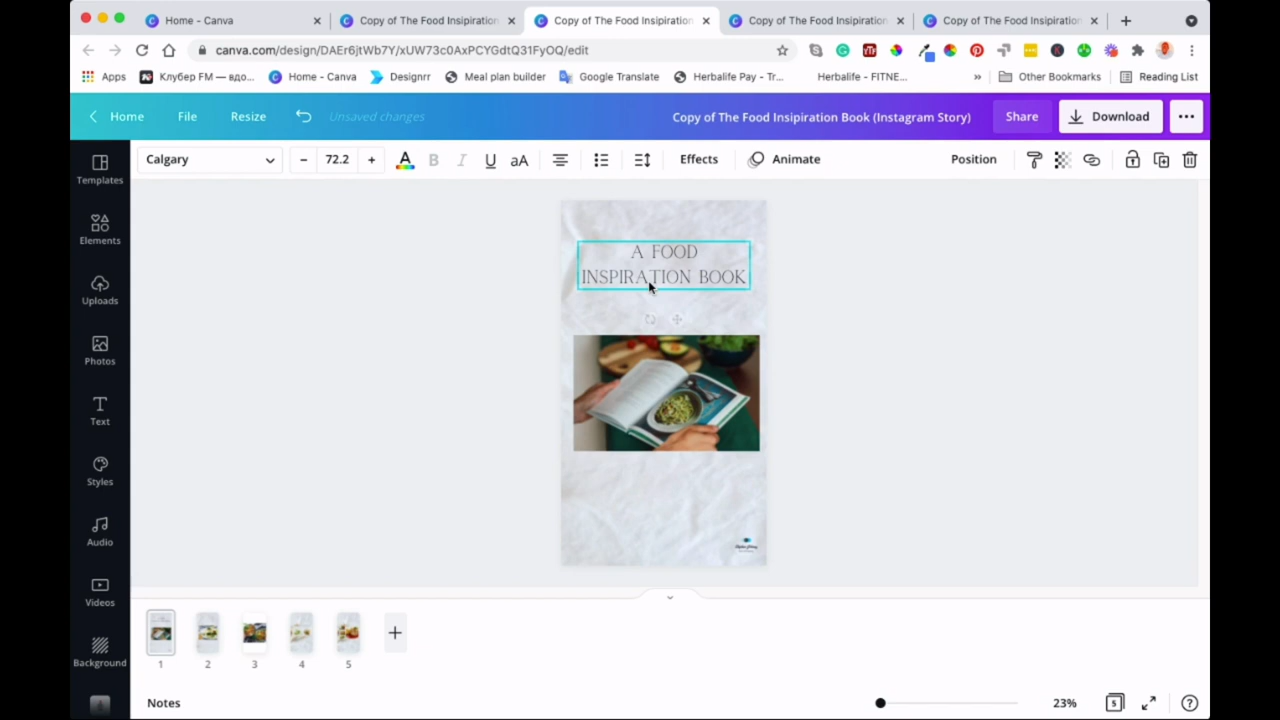 Home - Canva
Copy of The Food Insipiration
Copy of The Food Insipiration
Copy of The Food Insipiration
Copy of The Food Insipiration
canva.com/design/DAEr6jtWb7Y/xUW73c0AxPCYGdtQ31FyOQ/edit
Apps
Клубер FM — вдо...
Home - Canva
Designrr
Meal plan builder
Google Translate
Herbalife Pay - Tr...
Herbalife - FITNE...
»
Other Bookmarks
Reading List
Home
File
Resize
Unsaved changes
Copy of The Food Insipiration Book (Instagram Story)
Share
Download
Calgary
72.2
A
B
I
U
aA
Effects
Animate
Position
Templates
Elements
Uploads
Photos
Text
Styles
Audio
Videos
Background
A FOOD
INSPIRATION BOOK
1
2
3
4
5
Notes
23%
5
?